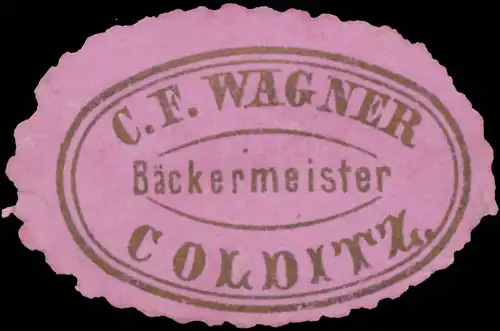 C. F. WAGNER
Bäckermeister
COLDITZ.